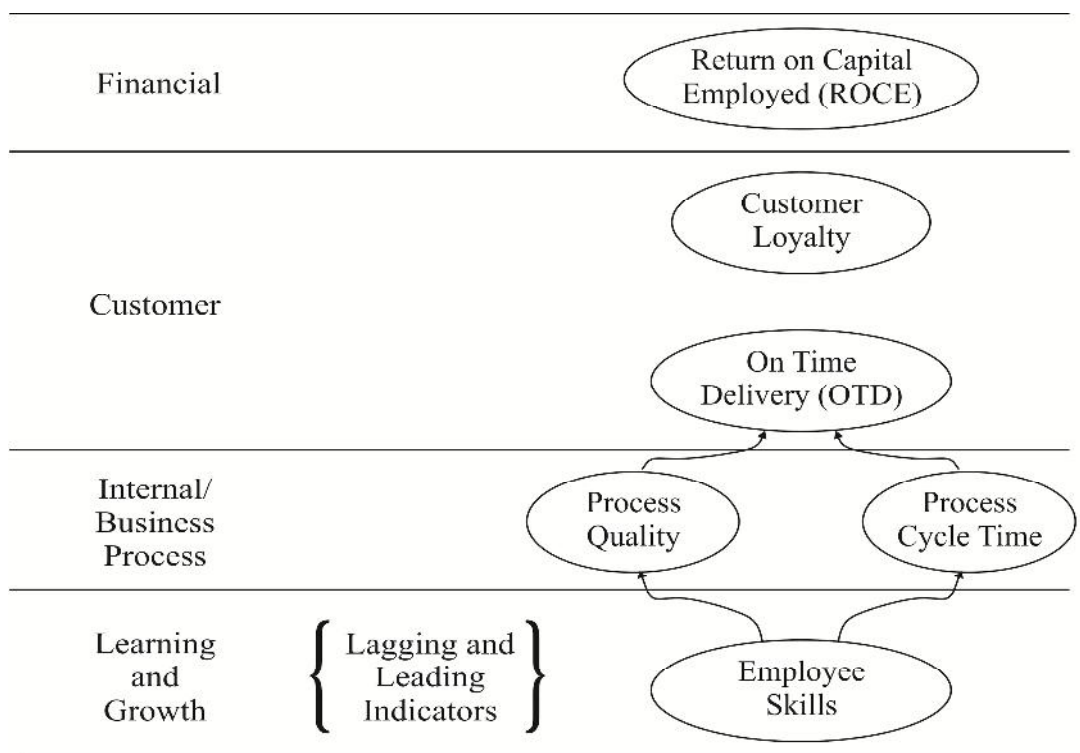 Financial
Return on Capital
Employed (ROCE)
Customer
Customer
Loyalty
On Time
Delivery (OTD)
Internal/
Business
Process
Process
Quality
Process
Cycle Time
Learning
and
Growth
Lagging and
Leading
Indicators
Employee
Skills